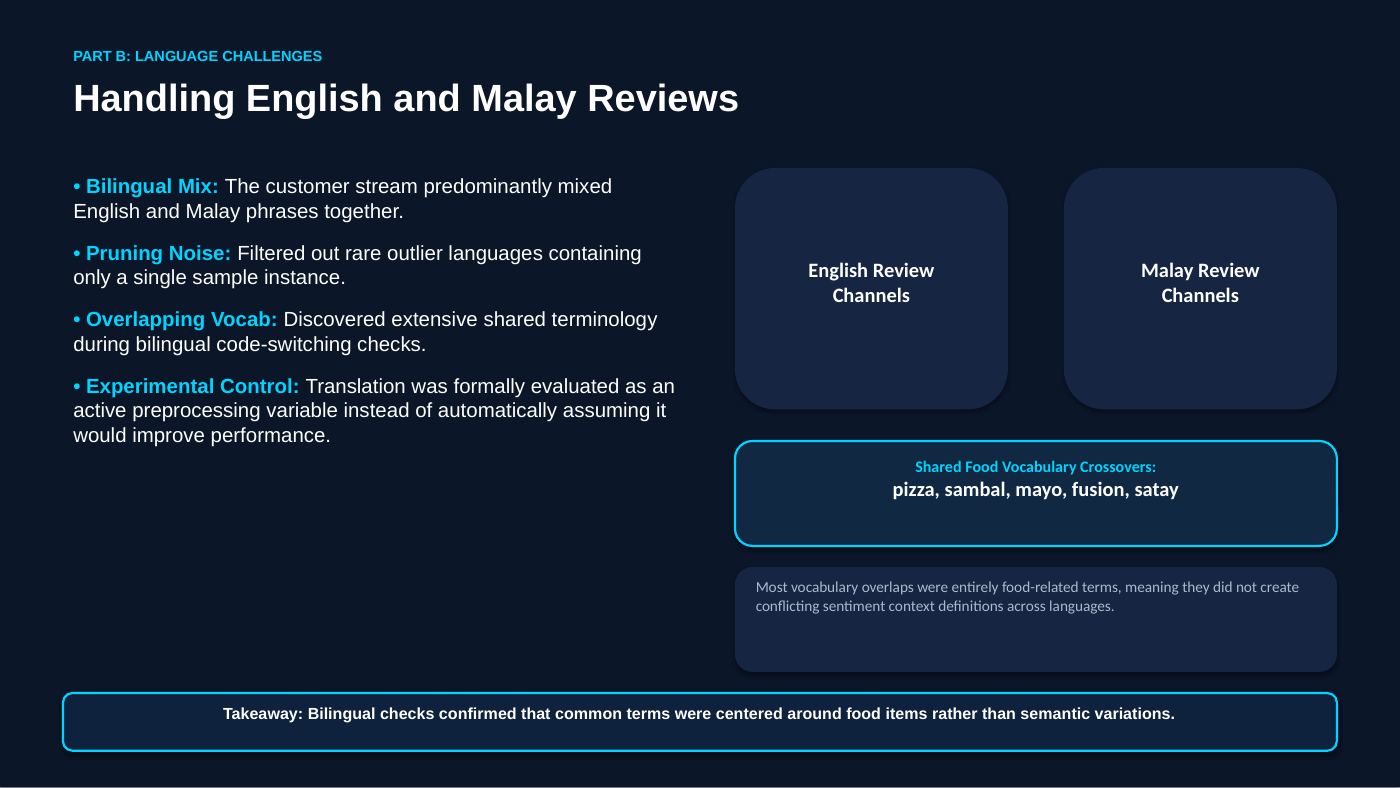 PART B: LANGUAGE CHALLENGES
Handling English and Malay Reviews
• Bilingual Mix: The customer stream predominantly mixed
English and Malay phrases together.
• Pruning Noise: Filtered out rare outlier languages containing
only a single sample instance.
• Overlapping Vocab: Discovered extensive shared terminology
during bilingual code-switching checks.
• Experimental Control: Translation was formally evaluated as an
active preprocessing variable instead of automatically assuming it
would improve performance.
English Review
Channels
Malay Review
Channels
Shared Food Vocabulary Crossovers:
pizza, sambal, mayo, fusion, satay
Most vocabulary overlaps were entirely food-related terms, meaning they did not create
conflicting sentiment context definitions across languages.
Takeaway: Bilingual checks confirmed that common terms were centered around food items rather than semantic variations.